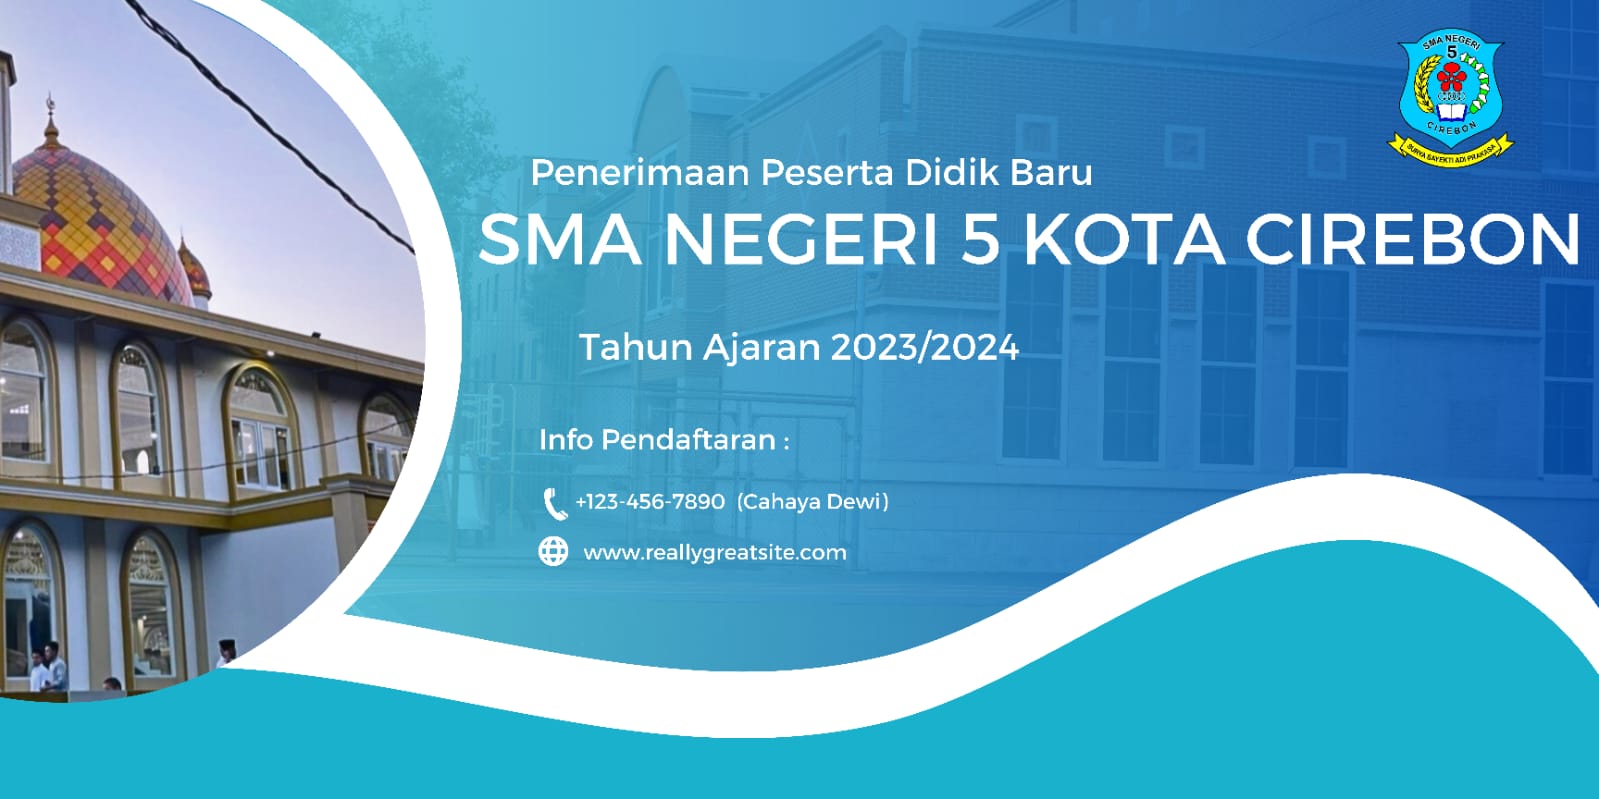 SMA NEGERI
5
CIREBON
SURYA BAYEKTI ADI PRAKASA
Penerimaan Peserta Didik Baru
SMA NEGERI 5 KOTA CIREBON
Tahun Ajaran 2023/2024
Info Pendaftaran :
+123-456-7890 (Cahaya Dewi)
www.reallygreatsite.com